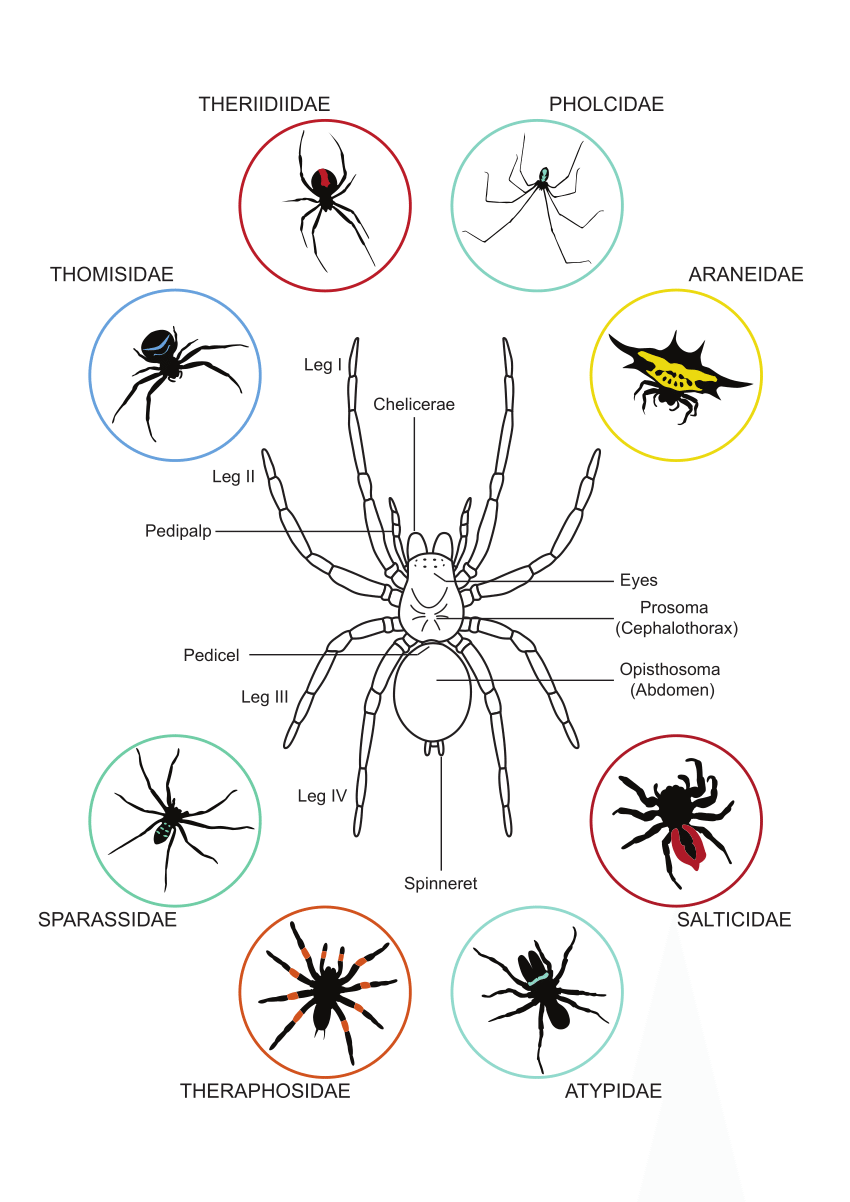 THERIIDIIDAE
PHOLCIDAE
THOMISIDAE
ARANEIDAE
Leg I
Chelicerae
Leg II
Pedipalp
Eyes
Prosoma
(Cephalothorax)
Pedicel
Opisthosoma
(Abdomen)
Leg III
Leg IV
Spinneret
SPARASSIDAE
SALTICIDAE
THERAPHOSIDAE
ATYPIDAE